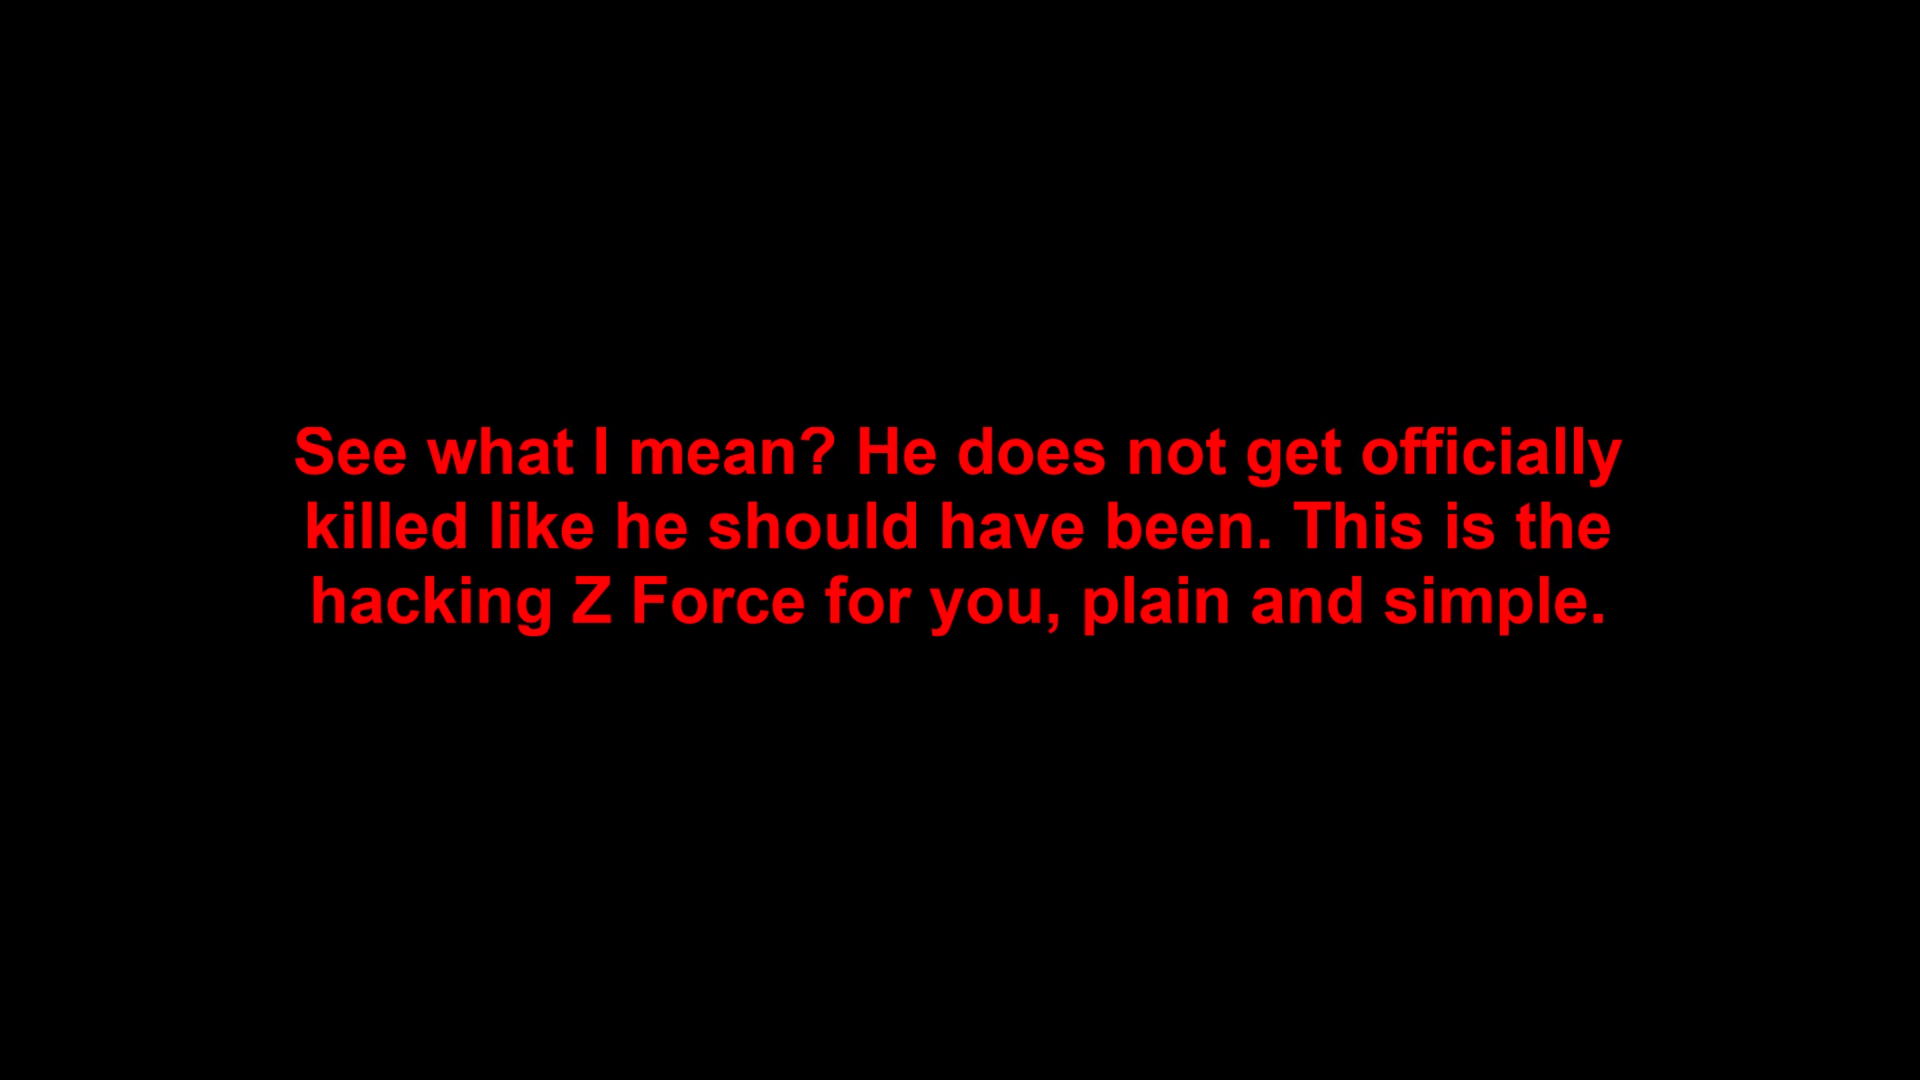 See what I mean? He does not get officially
killed like he should have been. This is the
hacking Z Force for you, plain and simple.